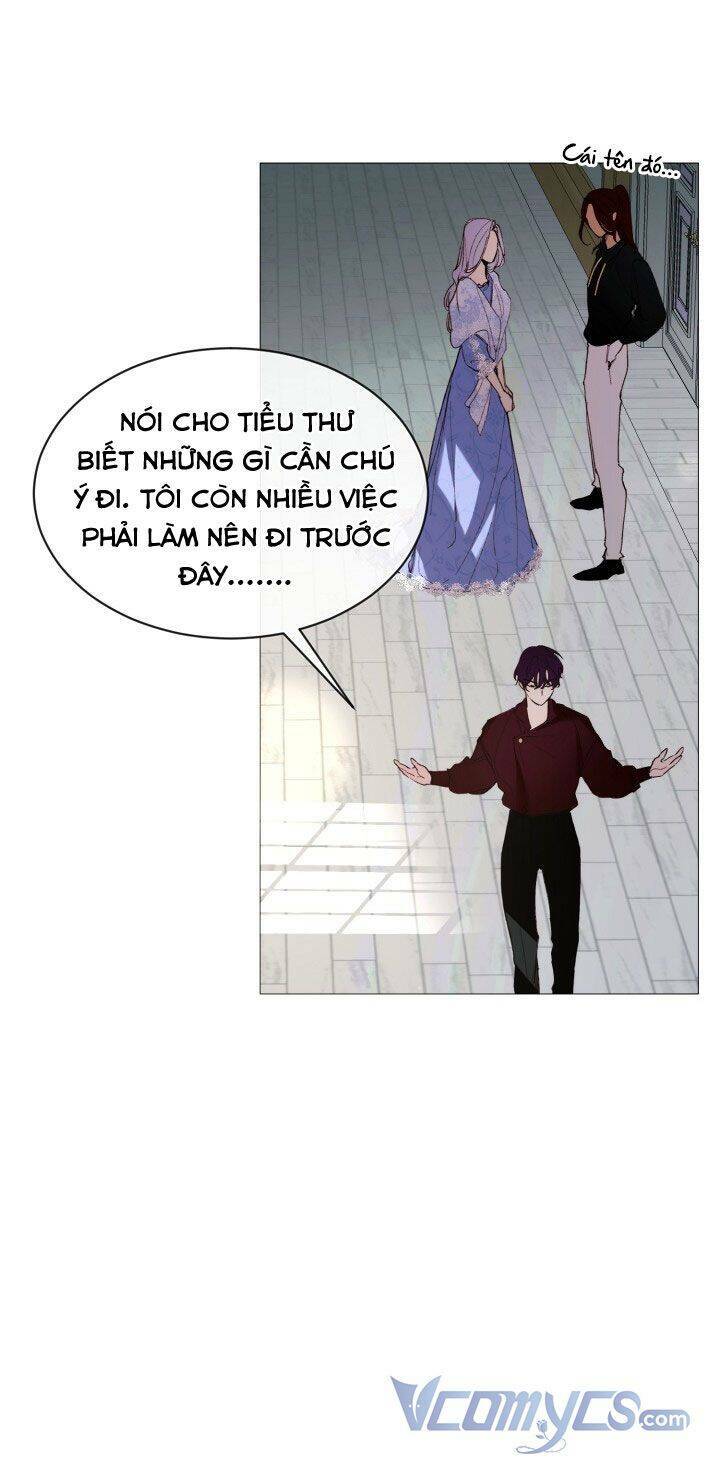 Cái tên đó...
NÓI CHO TIỂU THƯ
BIẾT NHỮNG GÌ CẦN CHÚ
Ý ĐI. TÔI CÒN NHIỀU VIỆC
PHẢI LÀM NÊN ĐI TRƯỚC
ĐÂY.......
Vcomycs.com